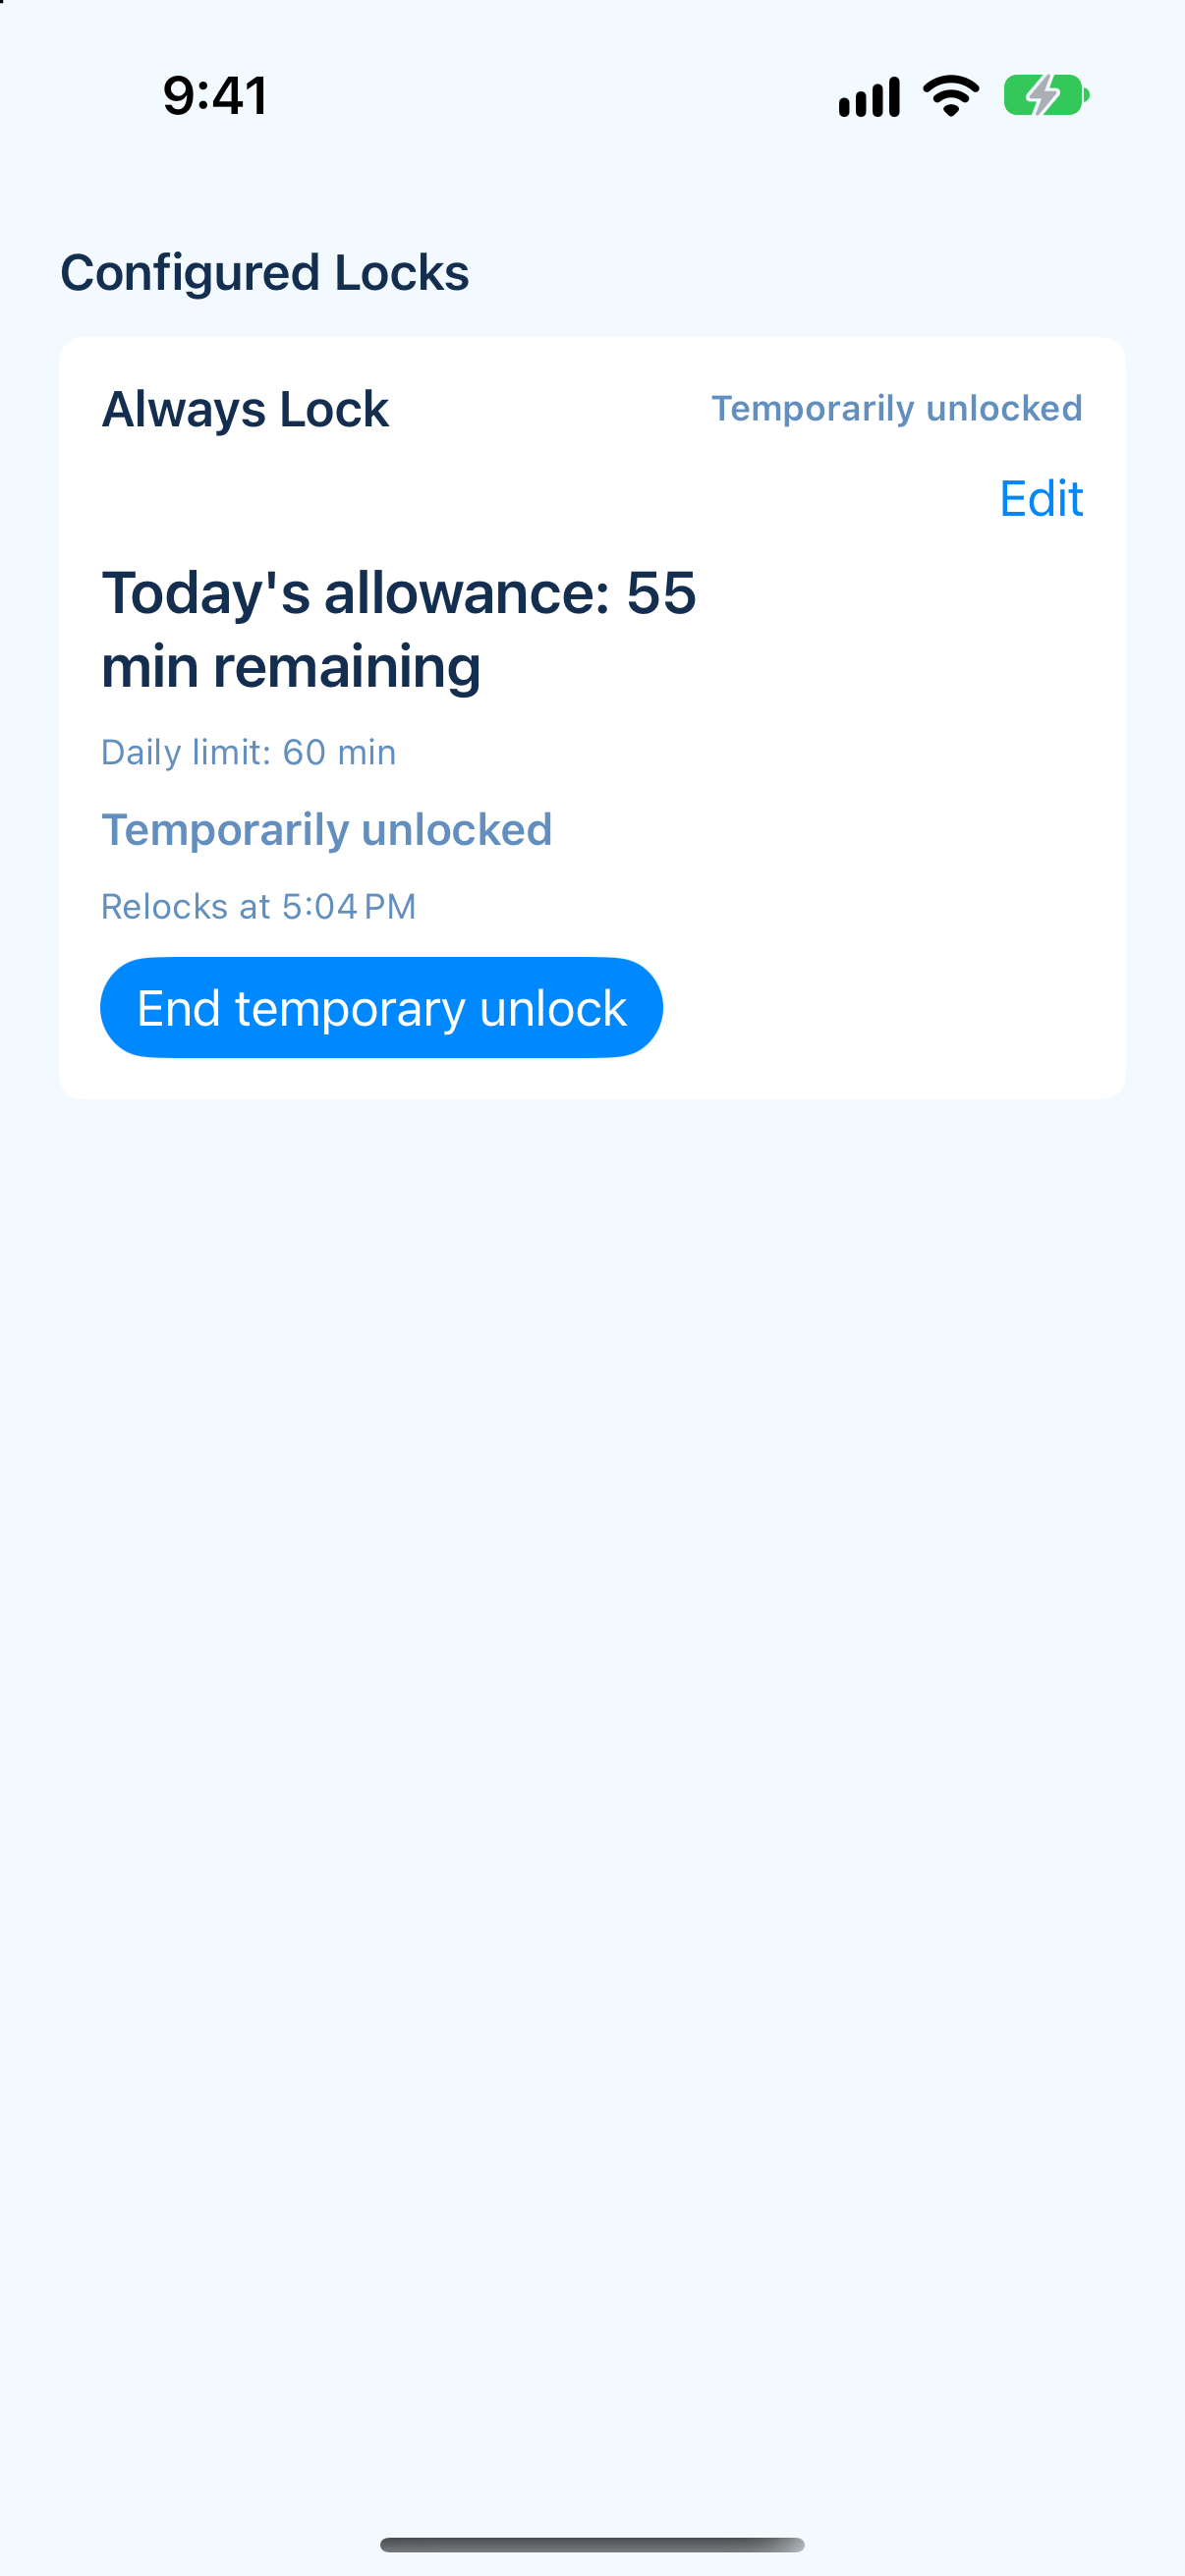 9:41
Configured Locks
Always Lock
Temporarily unlocked
Edit
Today's allowance: 55
min remaining
Daily limit: 60 min
Temporarily unlocked
Relocks at 5:04 PM
End temporary unlock